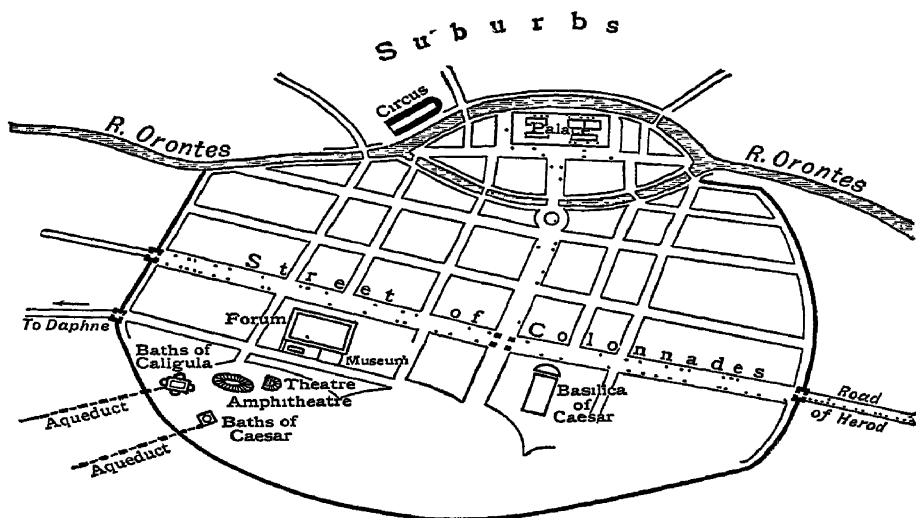 Suburbs
Circus
Palace
R. Orontes
R. Orontes
Street of Colonnades
To Daphne
Forum
Museum
Baths of
Caligula
Theatre
Amphitheatre
Basilica
of
Caesar
Aqueduct
Baths of
Caesar
Aqueduct
Road
of Herod